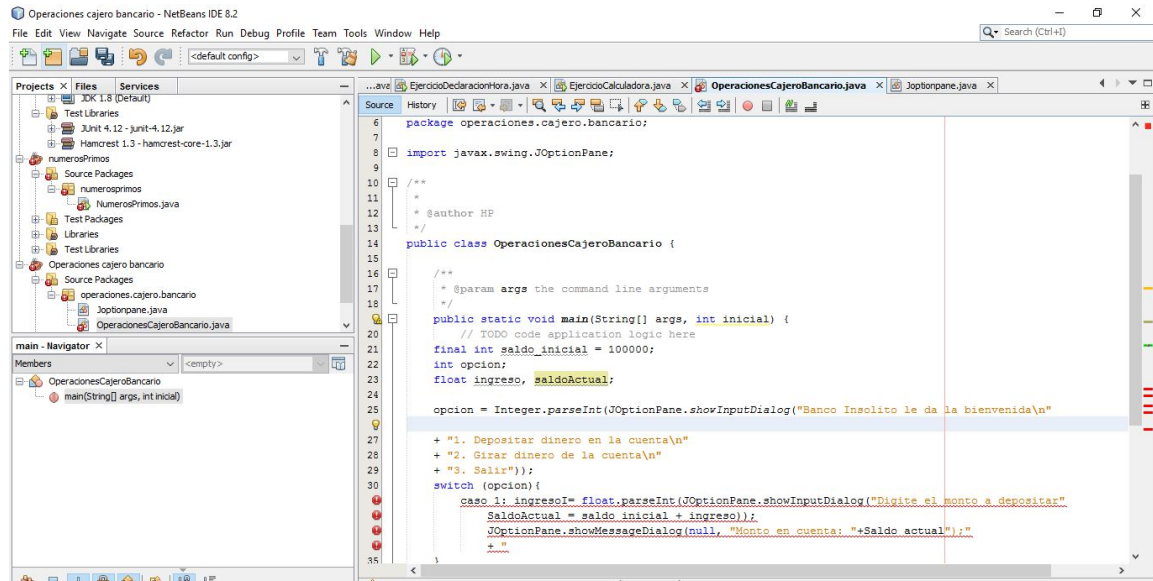 Operaciones cajero bancario - NetBeans IDE 8.2
File Edit View Navigate Source Refactor Run Debug Profile Team Tools Window Help
Search (Ctrl+I)
<default config>
Projects Files Services
JDK 1.8 (Default)
Test Libraries
JUnit 4.12 - junit-4.12.jar
Hamcrest 1.3 - hamcrest-core-1.3.jar
numerosPrimos
Source Packages
numerosprimos
NumerosPrimos.java
Test Packages
Libraries
Test Libraries
Operaciones cajero bancario
Source Packages
operaciones.cajero.bancario
Joptionpane.java
OperacionesCajeroBancario.java
main - Navigator
Members <empty>
OperacionesCajeroBancario
main(String[] args, int inicial)
...ava EjercicioDeclaracionHora.java EjercicioCalculadora.java OperacionesCajeroBancario.java Joptionpane.java
Source History
6 package operaciones.cajero.bancario;
7
8 import javax.swing.JOptionPane;
9
10 /**
11 *
12 * @author HP
13 */
14 public class OperacionesCajeroBancario {
15
16 /**
17 * @param args the command line arguments
18 */
public static void main(String[] args, int inicial) {
20 // TODO code application logic here
21 final int saldo_inicial = 100000;
22 int opcion;
23 float ingreso, saldoActual;
24
25 opcion = Integer.parseInt(JOptionPane.showInputDialog("Banco Insolito le da la bienvenida\n"
27 + "1. Depositar dinero en la cuenta\n"
28 + "2. Girar dinero de la cuenta\n"
29 + "3. Salir"));
30 switch (opcion){
caso 1: ingresoI= float.parseInt(JOptionPane.showInputDialog("Digite el monto a depositar"
SaldoActual = saldo inicial + ingreso));
JOptionPane.showMessageDialog(null, "Monto en cuenta: "+Saldo actual");"
+ "
35 }